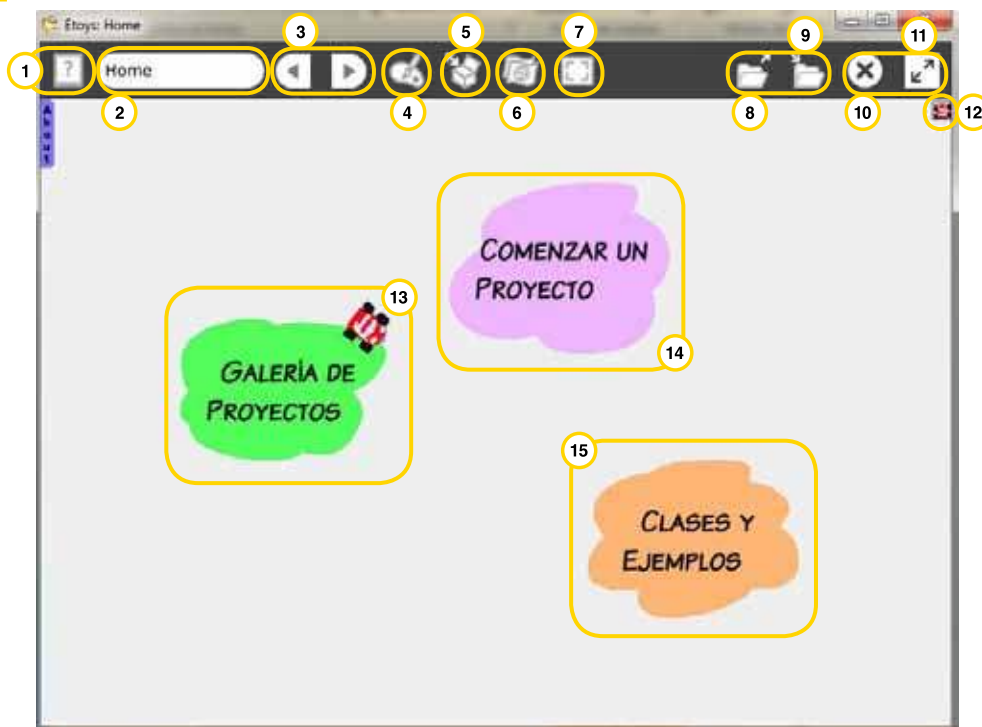 Etoys: Home
1
?
Home
2
3
4
5
6
7
8
9
10
11
12
About
COMENZAR UN
PROYECTO
14
13
GALERÍA DE
PROYECTOS
15
CLASES Y
EJEMPLOS